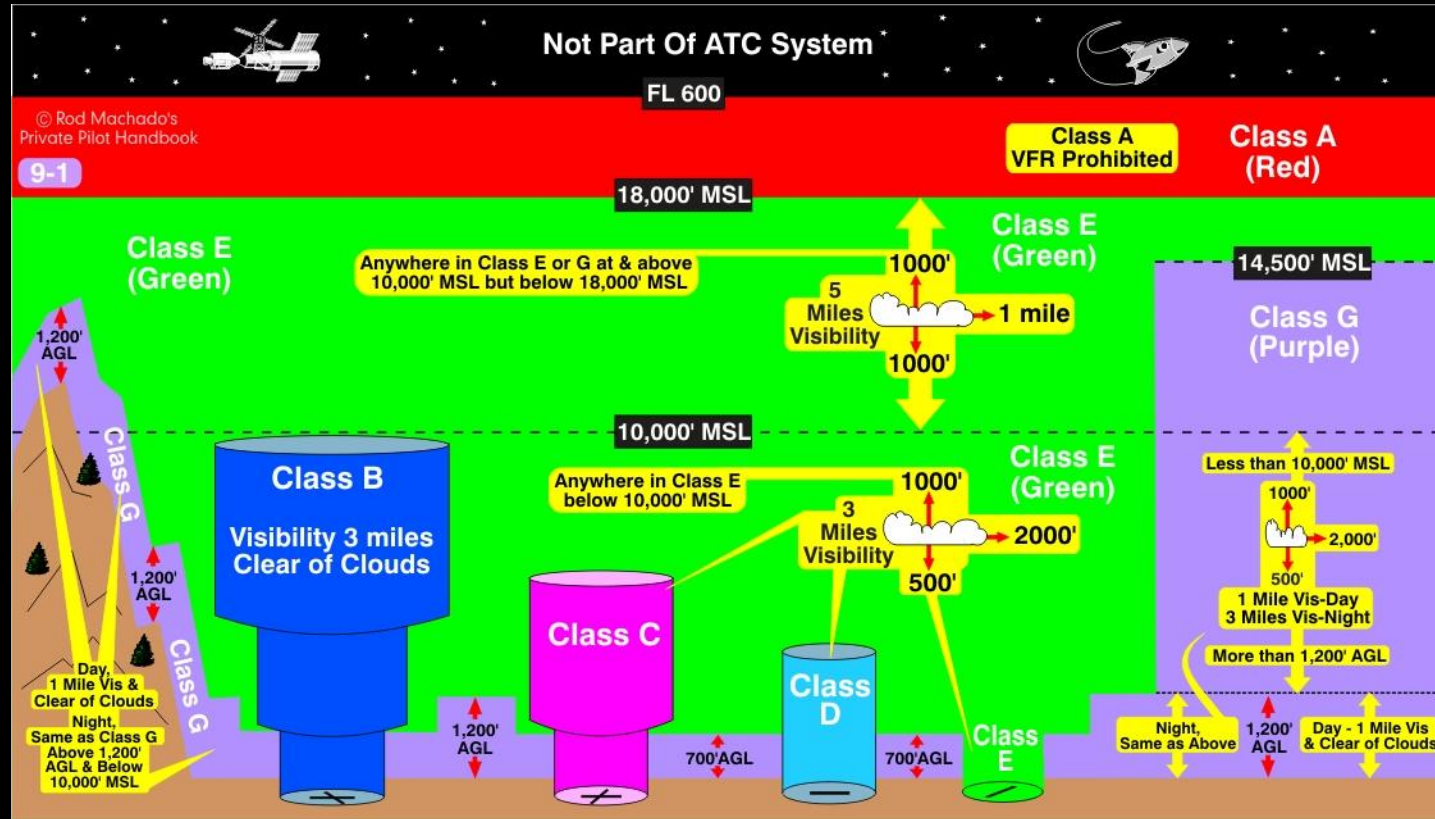 Not Part Of ATC System
FL 600
© Rod Machado's
Private Pilot Handbook
9-1
Class A
VFR Prohibited
Class A
(Red)
18,000' MSL
Class E
(Green)
Anywhere in Class E or G at & above
10,000' MSL but below 18,000' MSL
1000'
5
Miles
Visibility
1 mile
1000'
Class E
(Green)
14,500' MSL
Class G
(Purple)
1,200'
AGL
Class G
10,000' MSL
Class B
Visibility 3 miles
Clear of Clouds
Anywhere in Class E
below 10,000' MSL
1000'
3
Miles
Visibility
2000'
500'
Class E
(Green)
Less than 10,000' MSL
1000'
2,000'
500'
1 Mile Vis-Day
3 Miles Vis-Night
More than 1,200' AGL
1,200'
AGL
Class G
Day,
1 Mile Vis &
Clear of Clouds
Night,
Same as Class G
Above 1,200'
AGL & Below
10,000' MSL
1,200'
AGL
Class C
700'AGL
Class
D
700'AGL
Class
E
Night,
Same as Above
1,200'
AGL
Day - 1 Mile Vis
& Clear of Clouds